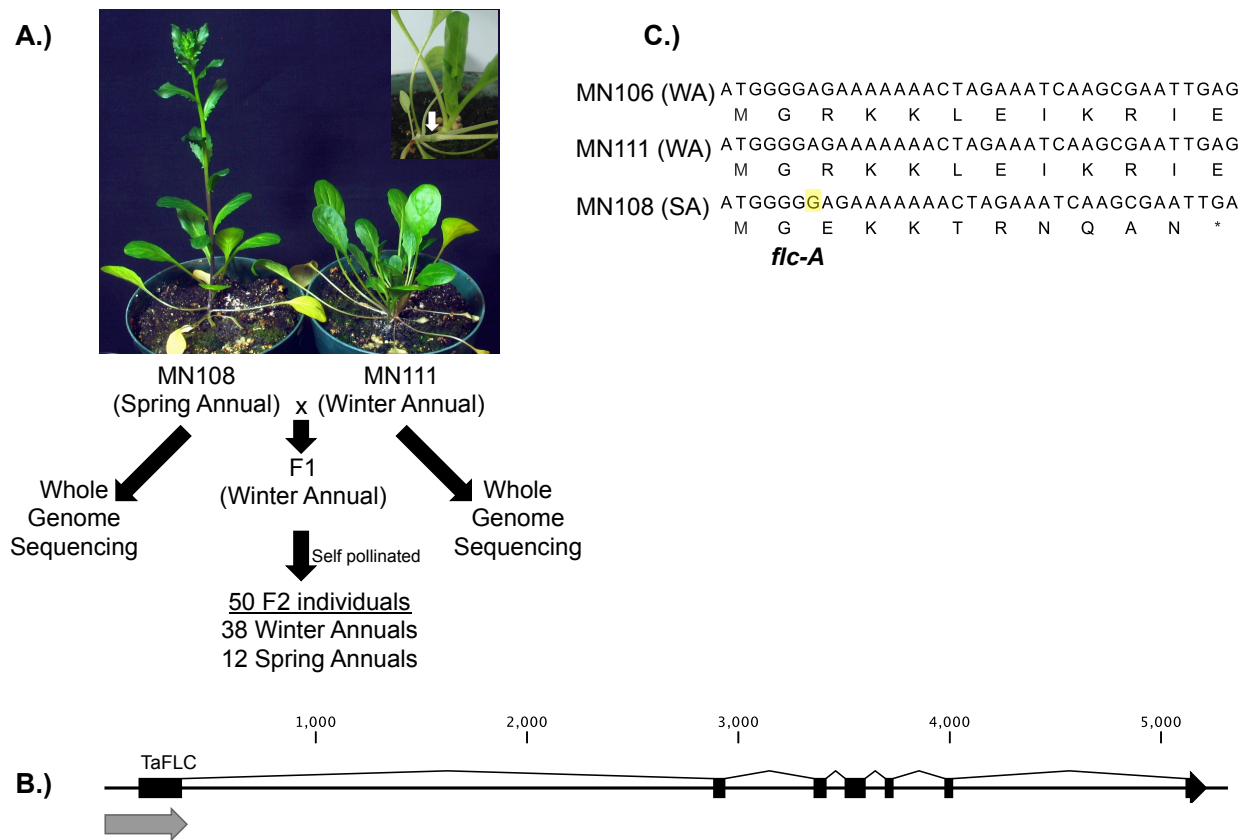 A.)
MN108
(Spring Annual)
x
MN111
(Winter Annual)
F1
(Winter Annual)
Whole
Genome
Sequencing
Whole
Genome
Sequencing
Self pollinated
50 F2 individuals
38 Winter Annuals
12 Spring Annuals
C.)
MN106 (WA) ATGGGGAGAAAAAAACTAGAAATCAAGCGAATTGAG
M G R K K L E I K R I E
MN111 (WA) ATGGGGAGAAAAAAACTAGAAATCAAGCGAATTGAG
M G R K K L E I K R I E
MN108 (SA) ATGGGGGAGAAAAAAACTAGAAATCAAGCGAATTGA
M G E K K T R N Q A N *
flc-A
1,000 2,000 3,000 4,000 5,000
B.)
TaFLC